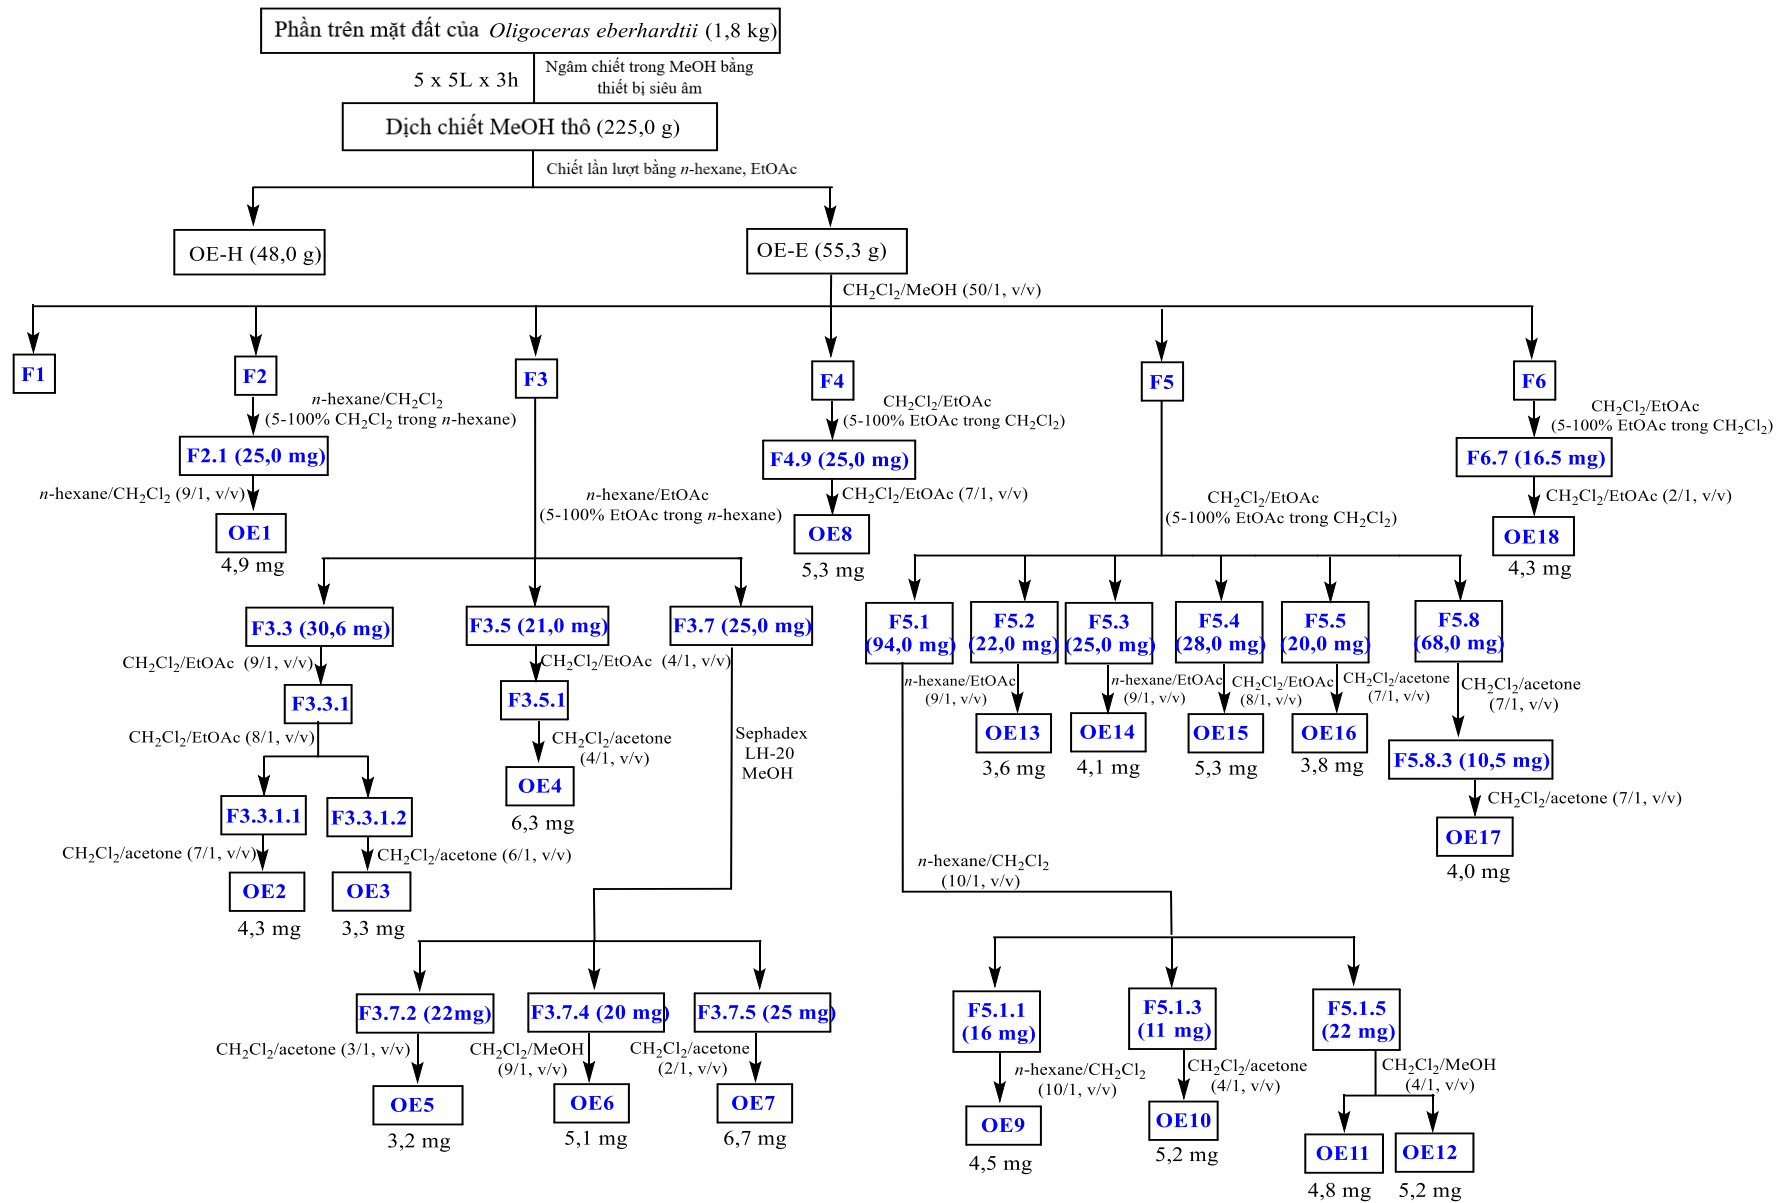 Phần trên mặt đất của Oligoceras eberhardtii (1,8 kg)
5 x 5L x 3h
Ngâm chiết trong MeOH bằng
thiết bị siêu âm
Dịch chiết MeOH thô (225,0 g)
Chiết lần lượt bằng n-hexane, EtOAc
OE-H (48,0 g)
OE-E (55,3 g)
CH₂Cl₂/MeOH (50/1, v/v)
F1
F2
F3
F4
F5
F6
n-hexane/CH₂Cl₂
(5-100% CH₂Cl₂ trong n-hexane)
CH₂Cl₂/EtOAc
(5-100% EtOAc trong CH₂Cl₂)
CH₂Cl₂/EtOAc
(5-100% EtOAc trong CH₂Cl₂)
F2.1 (25,0 mg)
F4.9 (25,0 mg)
F6.7 (16.5 mg)
n-hexane/CH₂Cl₂ (9/1, v/v)
n-hexane/EtOAc
(5-100% EtOAc trong n-hexane)
CH₂Cl₂/EtOAc (7/1, v/v)
CH₂Cl₂/EtOAc
(5-100% EtOAc trong CH₂Cl₂)
CH₂Cl₂/EtOAc (2/1, v/v)
OE1
4,9 mg
OE8
5,3 mg
OE18
4,3 mg
F3.3 (30,6 mg)
F3.5 (21,0 mg)
F3.7 (25,0 mg)
F5.1
(94,0 mg)
F5.2
(22,0 mg)
F5.3
(25,0 mg)
F5.4
(28,0 mg)
F5.5
(20,0 mg)
F5.8
(68,0 mg)
CH₂Cl₂/EtOAc (9/1, v/v)
CH₂Cl₂/EtOAc (4/1, v/v)
n-hexane/EtOAc
(9/1, v/v)
n-hexane/EtOAc
(9/1, v/v)
CH₂Cl₂/EtOAc
(8/1, v/v)
CH₂Cl₂/acetone
(7/1, v/v)
CH₂Cl₂/acetone
(7/1, v/v)
F3.3.1
F3.5.1
OE13
3,6 mg
OE14
4,1 mg
OE15
5,3 mg
OE16
3,8 mg
F5.8.3 (10,5 mg)
CH₂Cl₂/EtOAc (8/1, v/v)
CH₂Cl₂/acetone
(4/1, v/v)
Sephadex
LH-20
MeOH
CH₂Cl₂/acetone (7/1, v/v)
F3.3.1.1
F3.3.1.2
OE4
6,3 mg
OE17
4,0 mg
CH₂Cl₂/acetone (7/1, v/v)
CH₂Cl₂/acetone (6/1, v/v)
n-hexane/CH₂Cl₂
(10/1, v/v)
OE2
4,3 mg
OE3
3,3 mg
F3.7.2 (22mg)
F3.7.4 (20 mg)
F3.7.5 (25 mg)
F5.1.1
(16 mg)
F5.1.3
(11 mg)
F5.1.5
(22 mg)
CH₂Cl₂/acetone (3/1, v/v)
CH₂Cl₂/MeOH
(9/1, v/v)
CH₂Cl₂/acetone
(2/1, v/v)
n-hexane/CH₂Cl₂
(10/1, v/v)
CH₂Cl₂/acetone
(4/1, v/v)
CH₂Cl₂/MeOH
(4/1, v/v)
OE5
3,2 mg
OE6
5,1 mg
OE7
6,7 mg
OE9
4,5 mg
OE10
5,2 mg
OE11
4,8 mg
OE12
5,2 mg